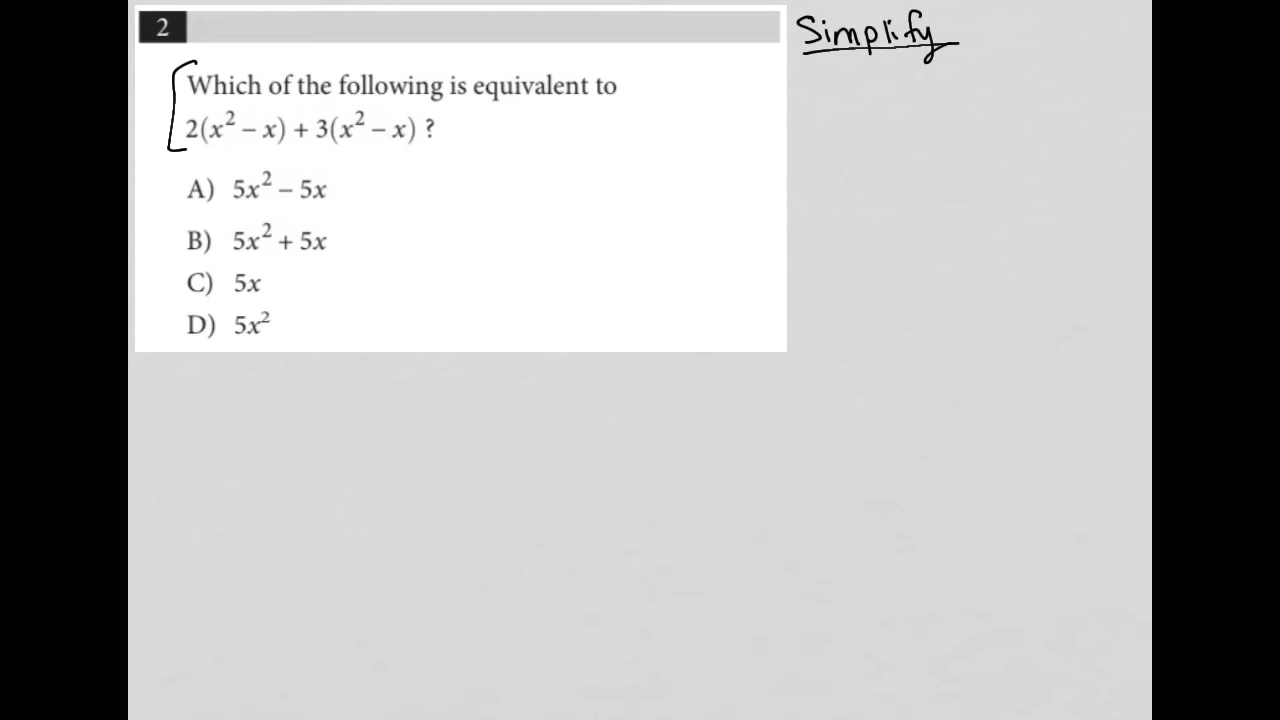 2
Simplify
Which of the following is equivalent to
2(x² – x) + 3(x² – x) ?
A) 5x² – 5x
B) 5x² + 5x
C) 5x
D) 5x²